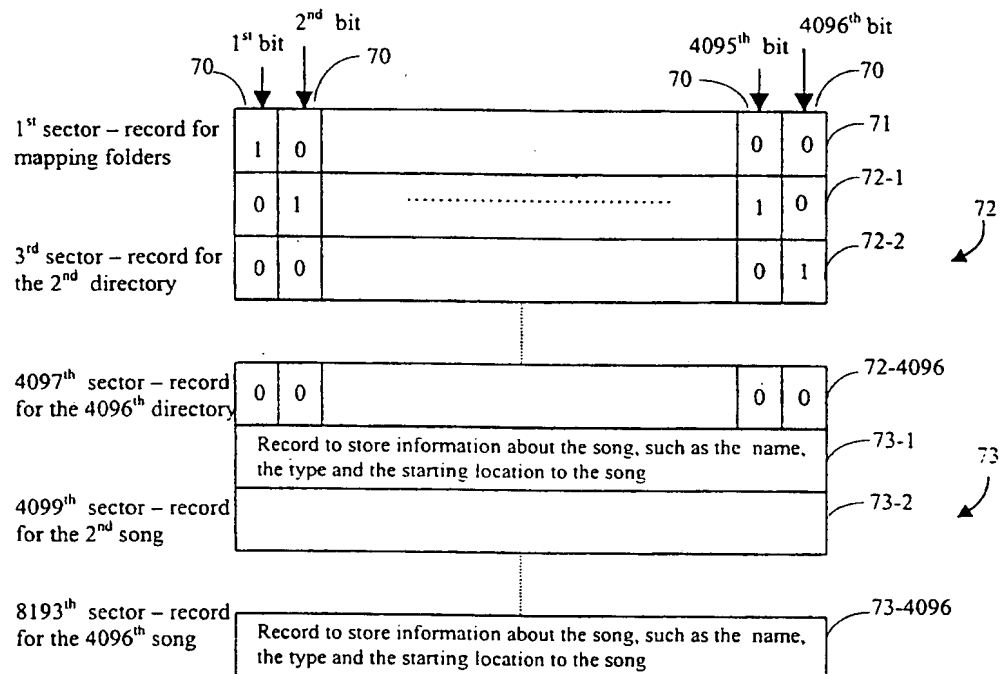 1st bit
2nd bit
4095th bit
4096th bit
70
70
70
70
1st sector – record for
mapping folders
1 0 0 0
71
0 1 ........................................ 1 0
72-1
72
3rd sector – record for
the 2nd directory
0 0 0 1
72-2
4097th sector – record
for the 4096th directory
0 0 0 0
72-4096
Record to store information about the song, such as the name,
the type and the starting location to the song
73-1
73
4099th sector – record
for the 2nd song
73-2
8193th sector – record
for the 4096th song
Record to store information about the song, such as the name,
the type and the starting location to the song
73-4096